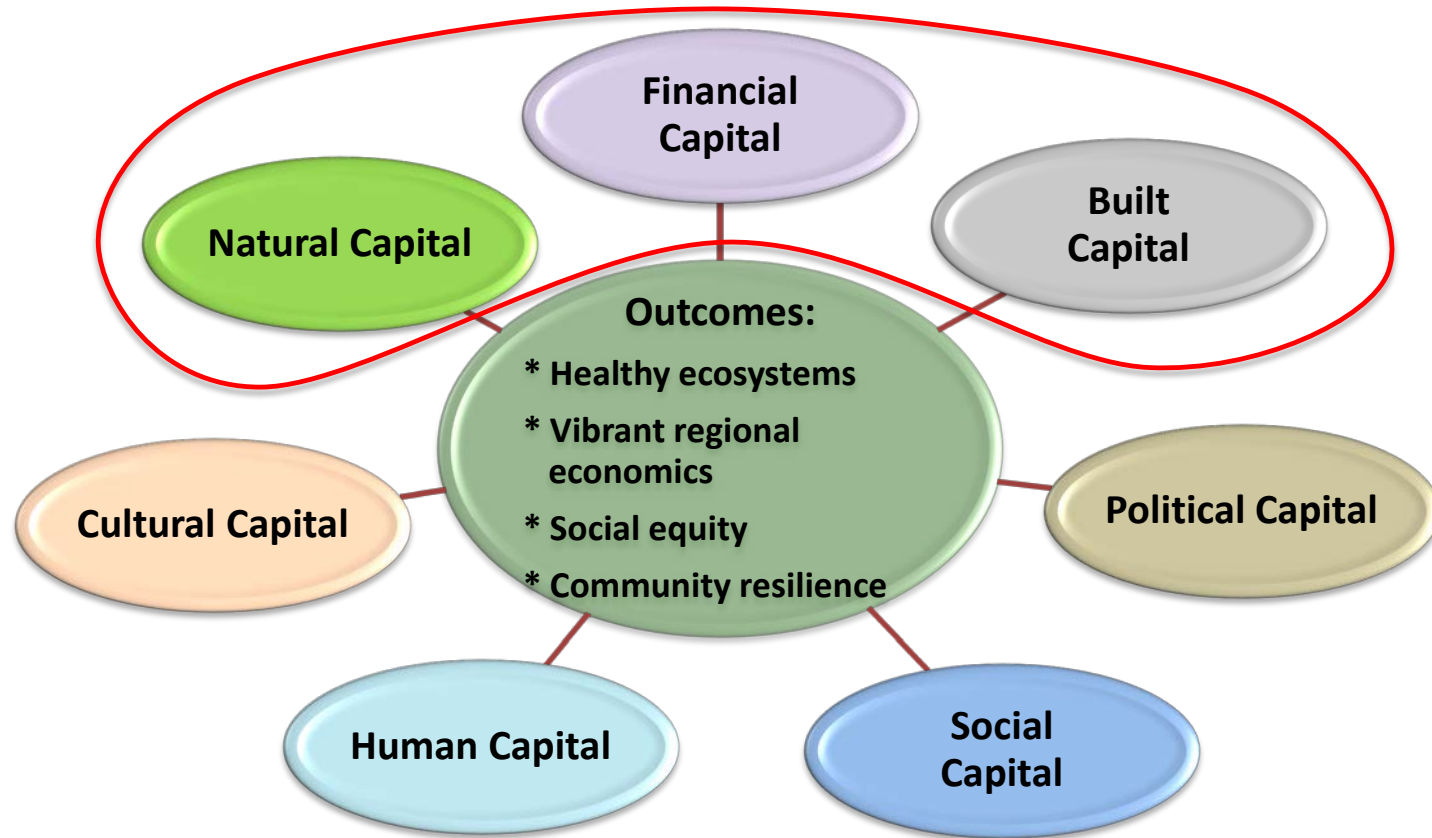 Financial
Capital
Natural Capital
Built
Capital
Outcomes:
* Healthy ecosystems
* Vibrant regional
economics
* Social equity
* Community resilience
Cultural Capital
Political Capital
Human Capital
Social
Capital